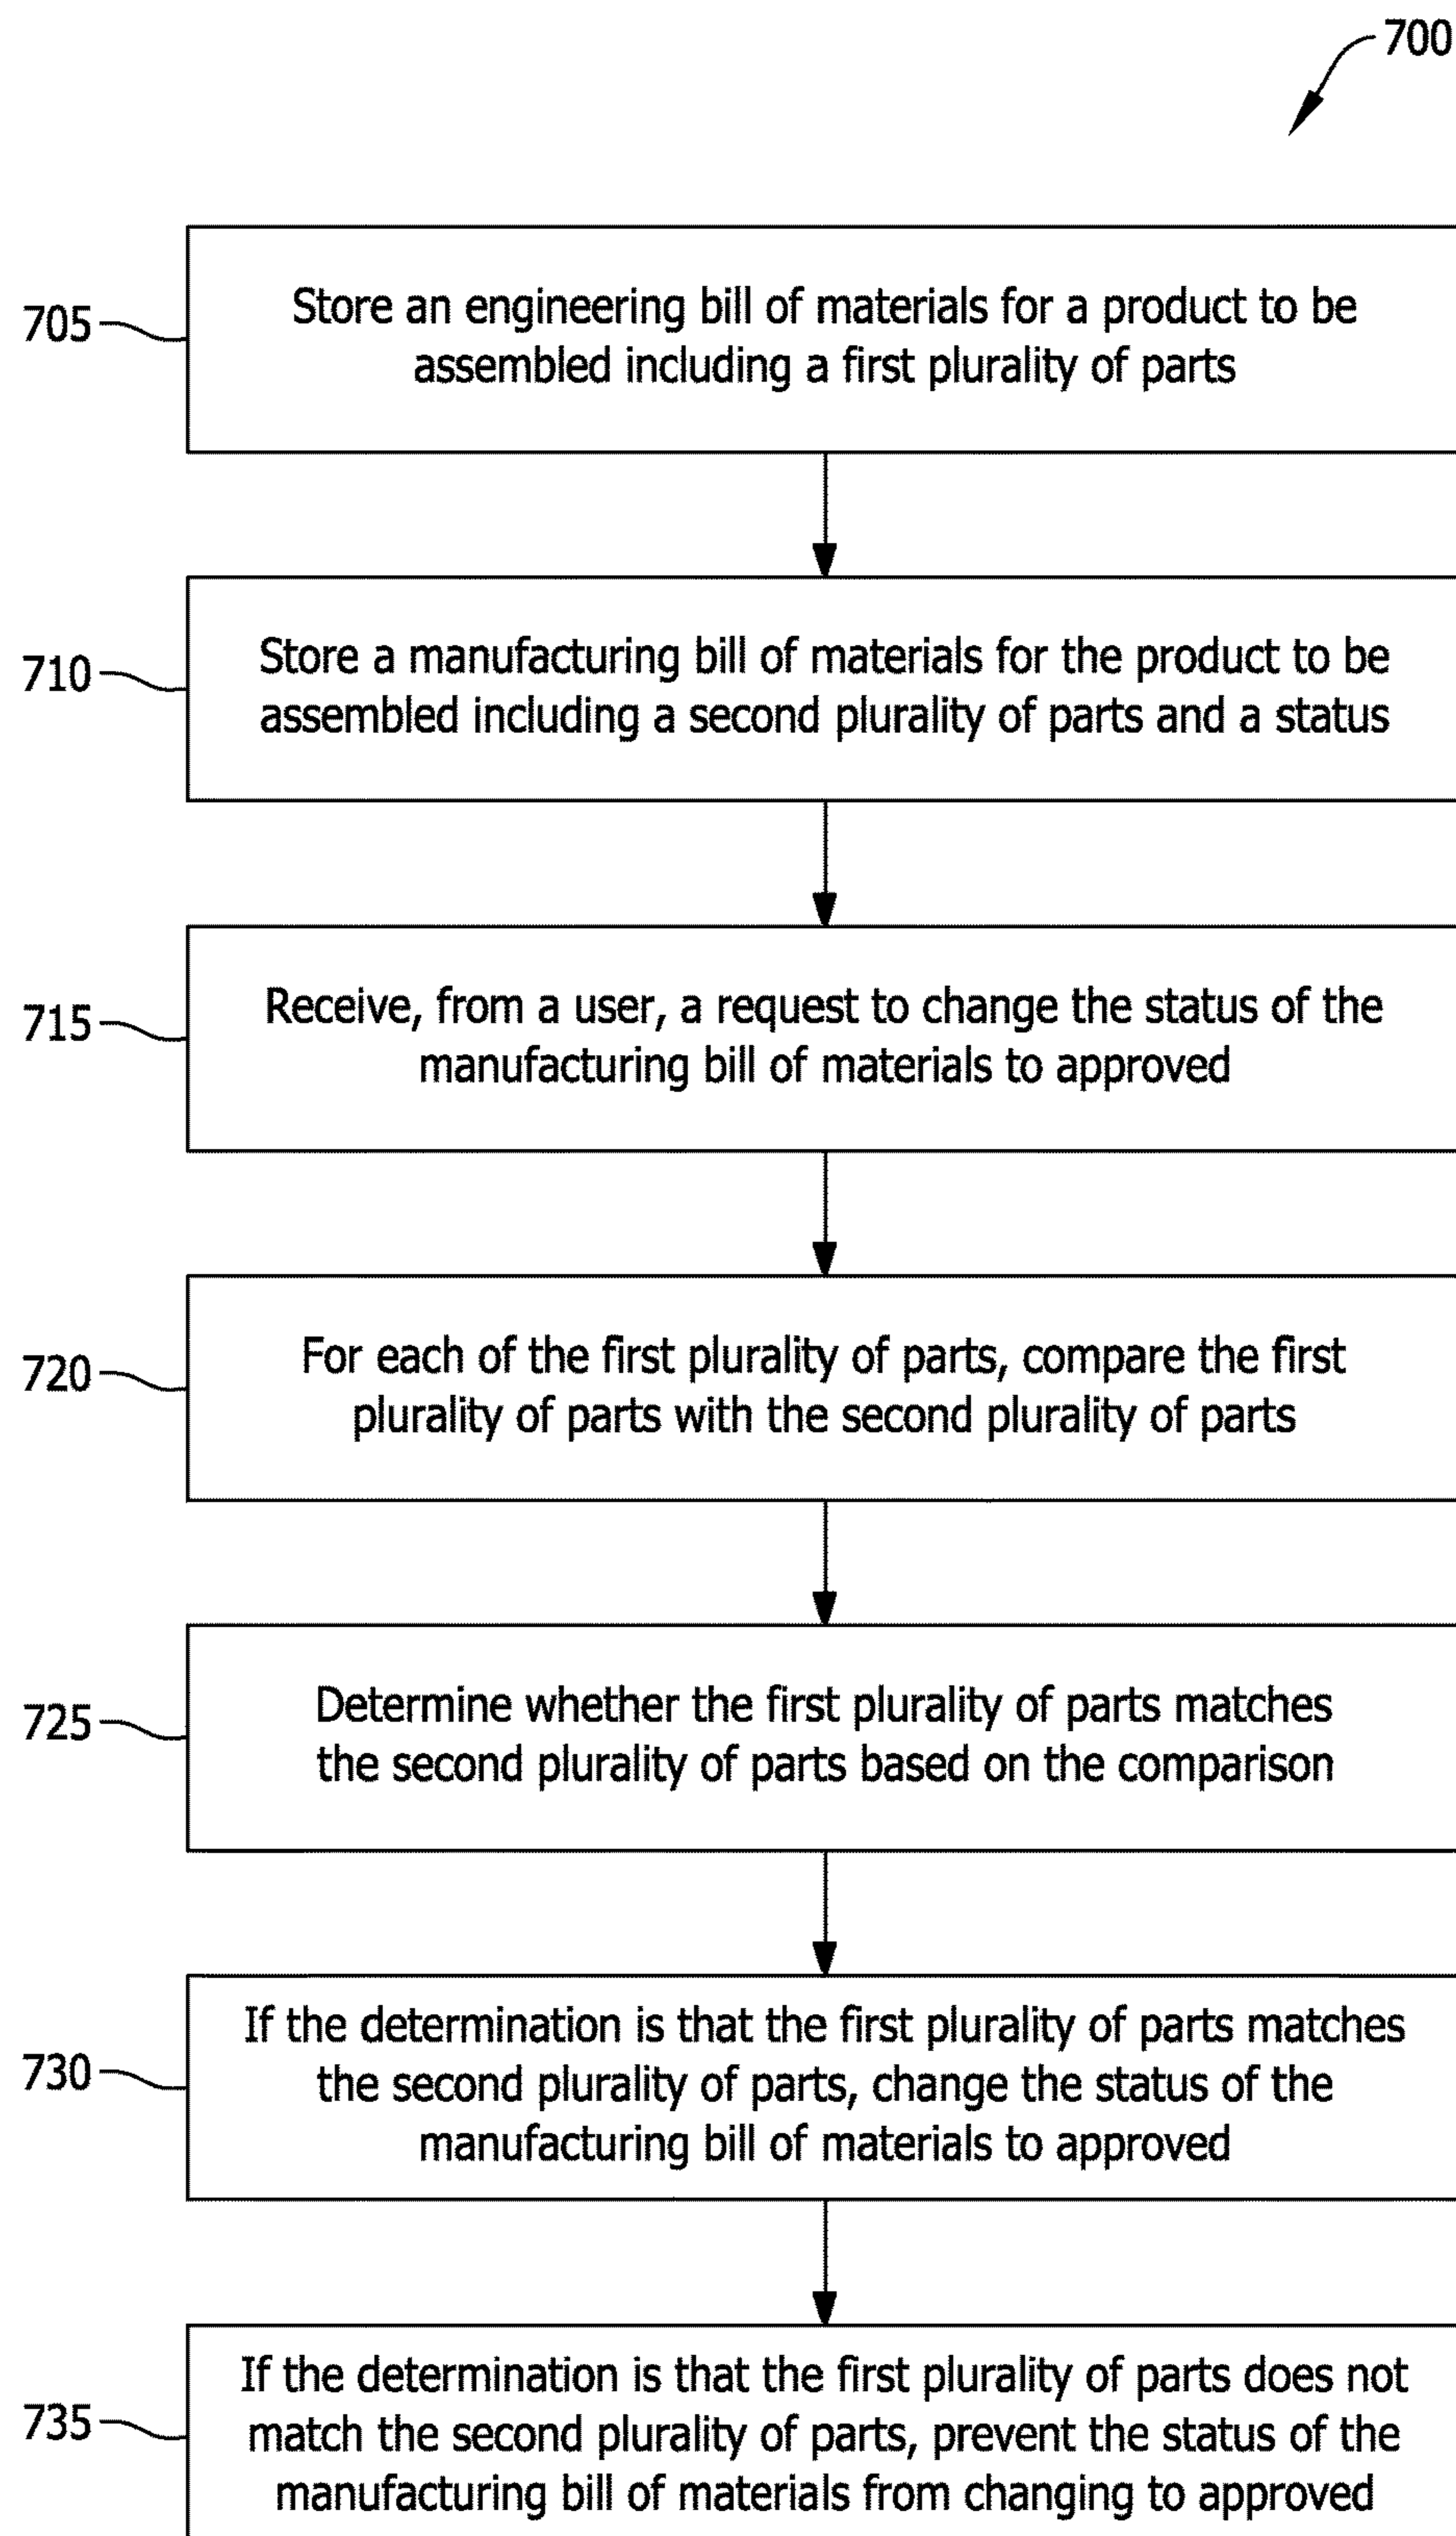 700
705
Store an engineering bill of materials for a product to be
assembled including a first plurality of parts
710
Store a manufacturing bill of materials for the product to be
assembled including a second plurality of parts and a status
715
Receive, from a user, a request to change the status of the
manufacturing bill of materials to approved
720
For each of the first plurality of parts, compare the first
plurality of parts with the second plurality of parts
725
Determine whether the first plurality of parts matches
the second plurality of parts based on the comparison
730
If the determination is that the first plurality of parts matches
the second plurality of parts, change the status of the
manufacturing bill of materials to approved
735
If the determination is that the first plurality of parts does not
match the second plurality of parts, prevent the status of the
manufacturing bill of materials from changing to approved